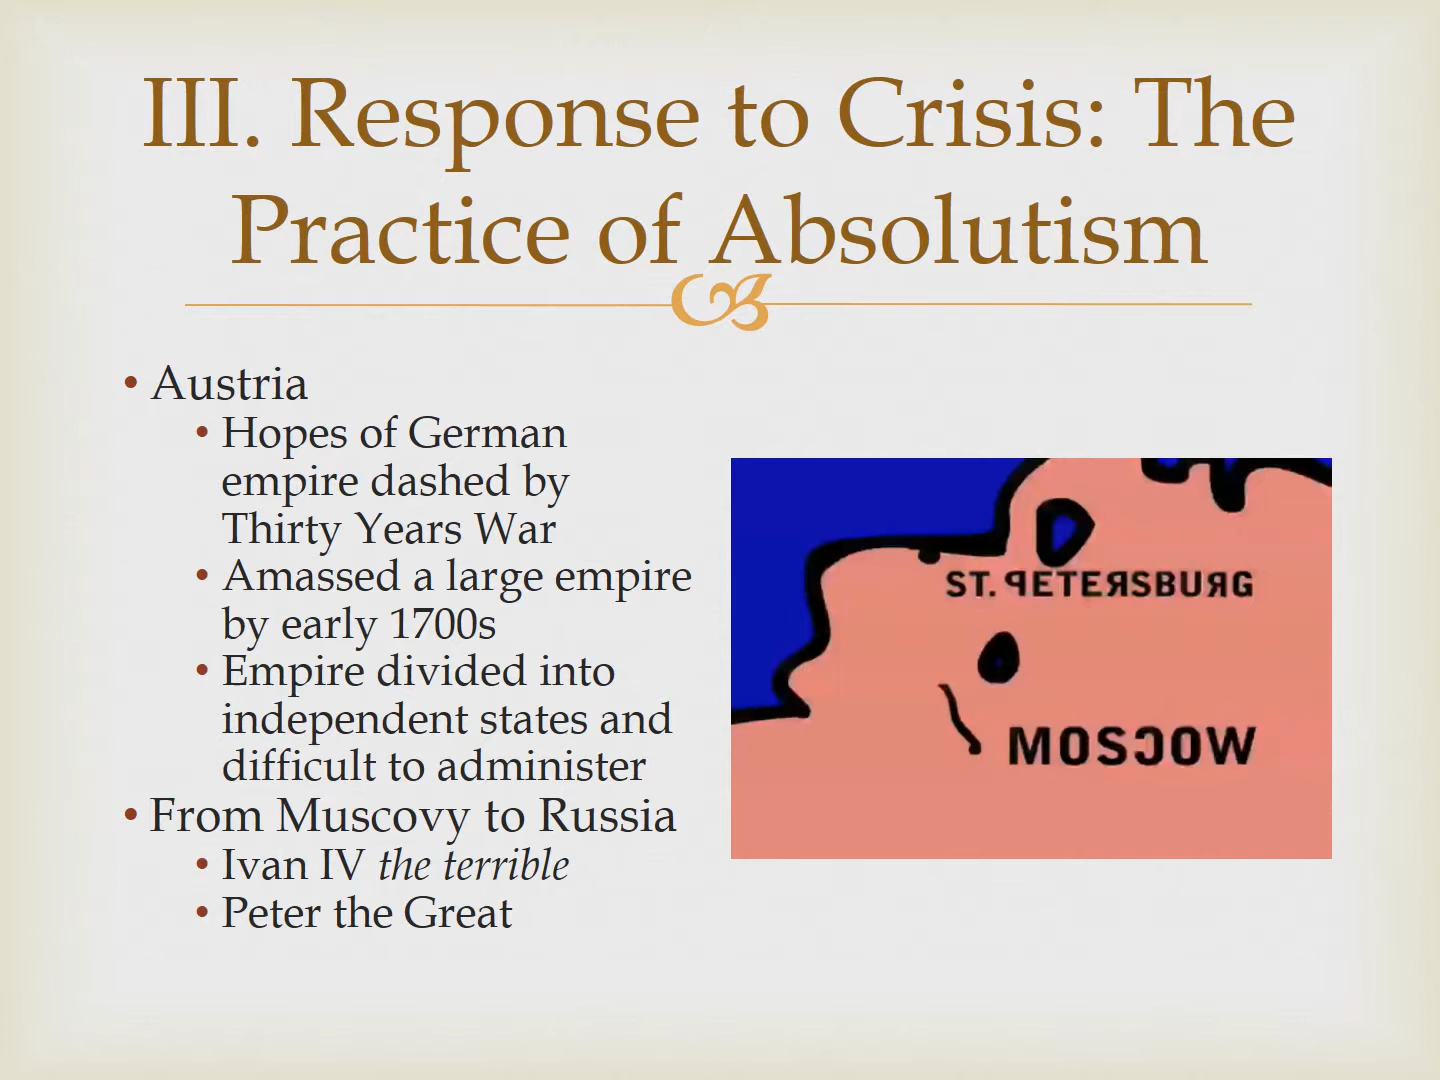 III. Response to Crisis: The
Practice of Absolutism
• Austria
• Hopes of German
empire dashed by
Thirty Years War
• Amassed a large empire
by early 1700s
• Empire divided into
independent states and
difficult to administer
• From Muscovy to Russia
• Ivan IV the terrible
• Peter the Great
ST. PETEЯSBUЯG
MOSCOW